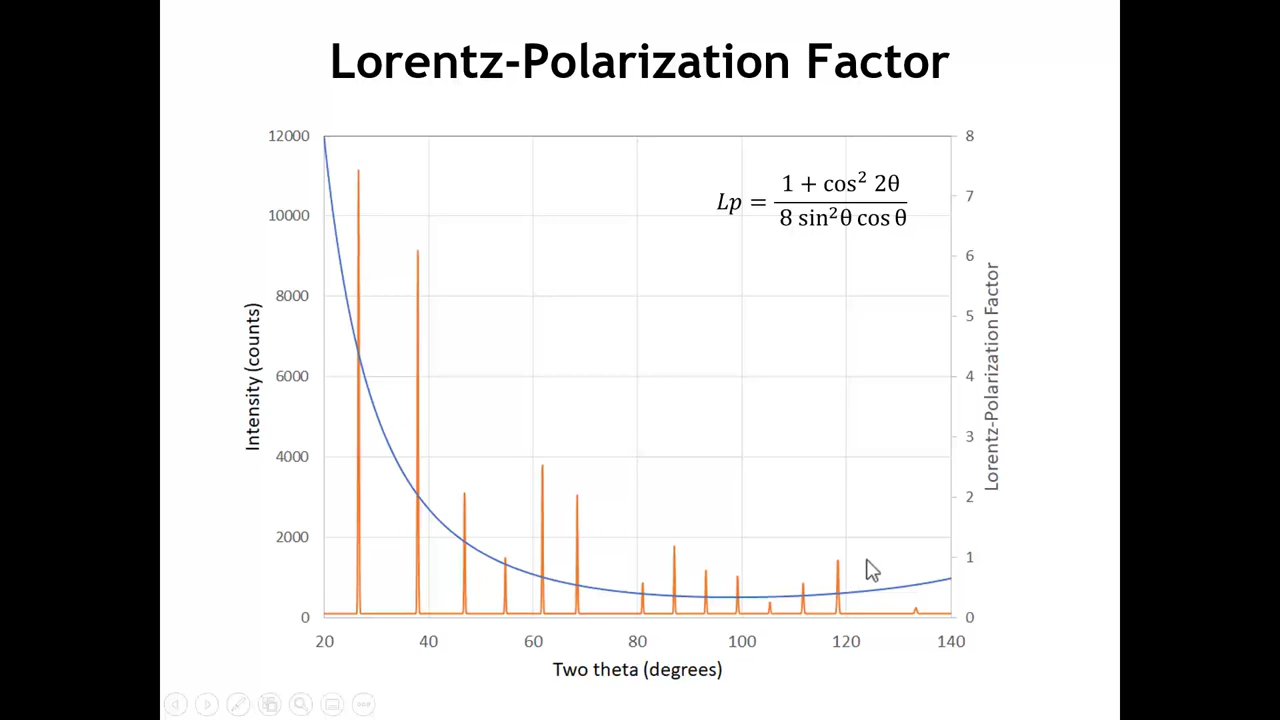 Lorentz-Polarization Factor
12000
10000
8000
6000
4000
2000
0
Intensity (counts)
8
7
6
5
4
3
2
1
0
Lorentz-Polarization Factor
Lp = (1 + cos² 2θ) / (8 sin²θ cos θ)
20 40 60 80 100 120 140
Two theta (degrees)